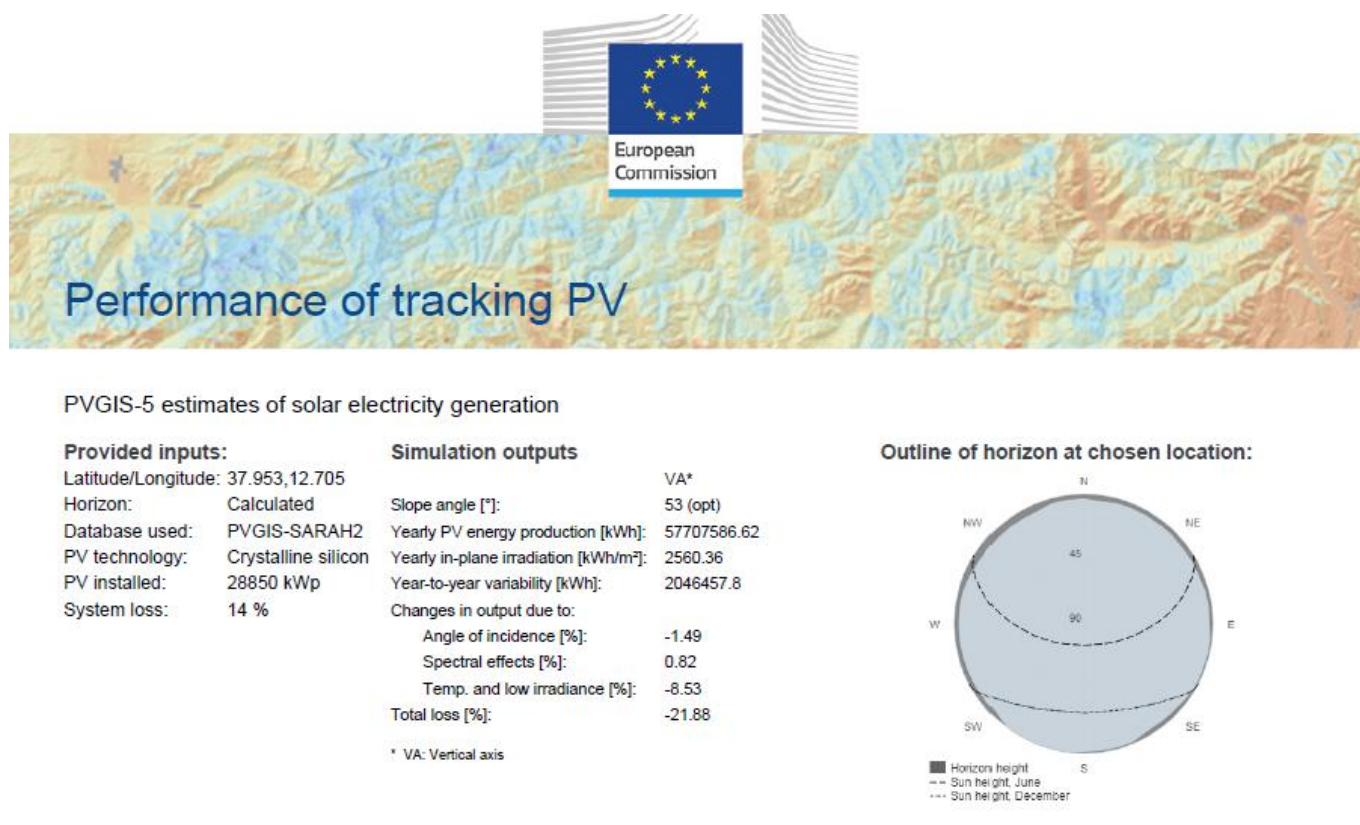 European
Commission
Performance of tracking PV
PVGIS-5 estimates of solar electricity generation
Provided inputs:
Latitude/Longitude: 37.953,12.705
Horizon: Calculated
Database used: PVGIS-SARAH2
PV technology: Crystalline silicon
PV installed: 28850 kWp
System loss: 14 %
Simulation outputs
VA*
Slope angle [°]: 53 (opt)
Yearly PV energy production [kWh]: 57707586.62
Yearly in-plane irradiation [kWh/m²]: 2560.36
Year-to-year variability [kWh]: 2046457.8
Changes in output due to:
Angle of incidence [%]: -1.49
Spectral effects [%]: 0.82
Temp. and low irradiance [%]: -8.53
Total loss [%]: -21.88
* VA: Vertical axis
Outline of horizon at chosen location:
N
NW NE
45
90
W E
SW SE
S
Horizon height
Sun height, June
Sun height, December